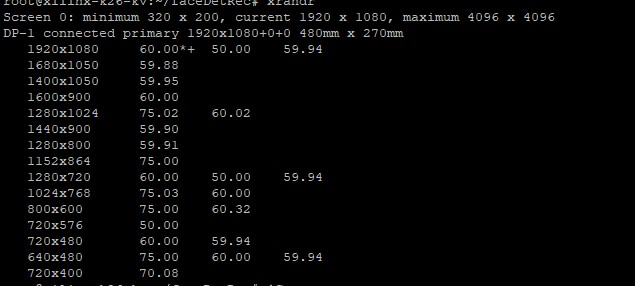 root@xilinx-k26-kv:~/faceDetRec# xrandr
Screen 0: minimum 320 x 200, current 1920 x 1080, maximum 4096 x 4096
DP-1 connected primary 1920x1080+0+0 480mm x 270mm
1920x1080 60.00*+ 50.00 59.94
1680x1050 59.88
1400x1050 59.95
1600x900 60.00
1280x1024 75.02 60.02
1440x900 59.90
1280x800 59.91
1152x864 75.00
1280x720 60.00 50.00 59.94
1024x768 75.03 60.00
800x600 75.00 60.32
720x576 50.00
720x480 60.00 59.94
640x480 75.00 60.00 59.94
720x400 70.08